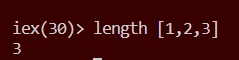 iex(30)> length [1,2,3]
3